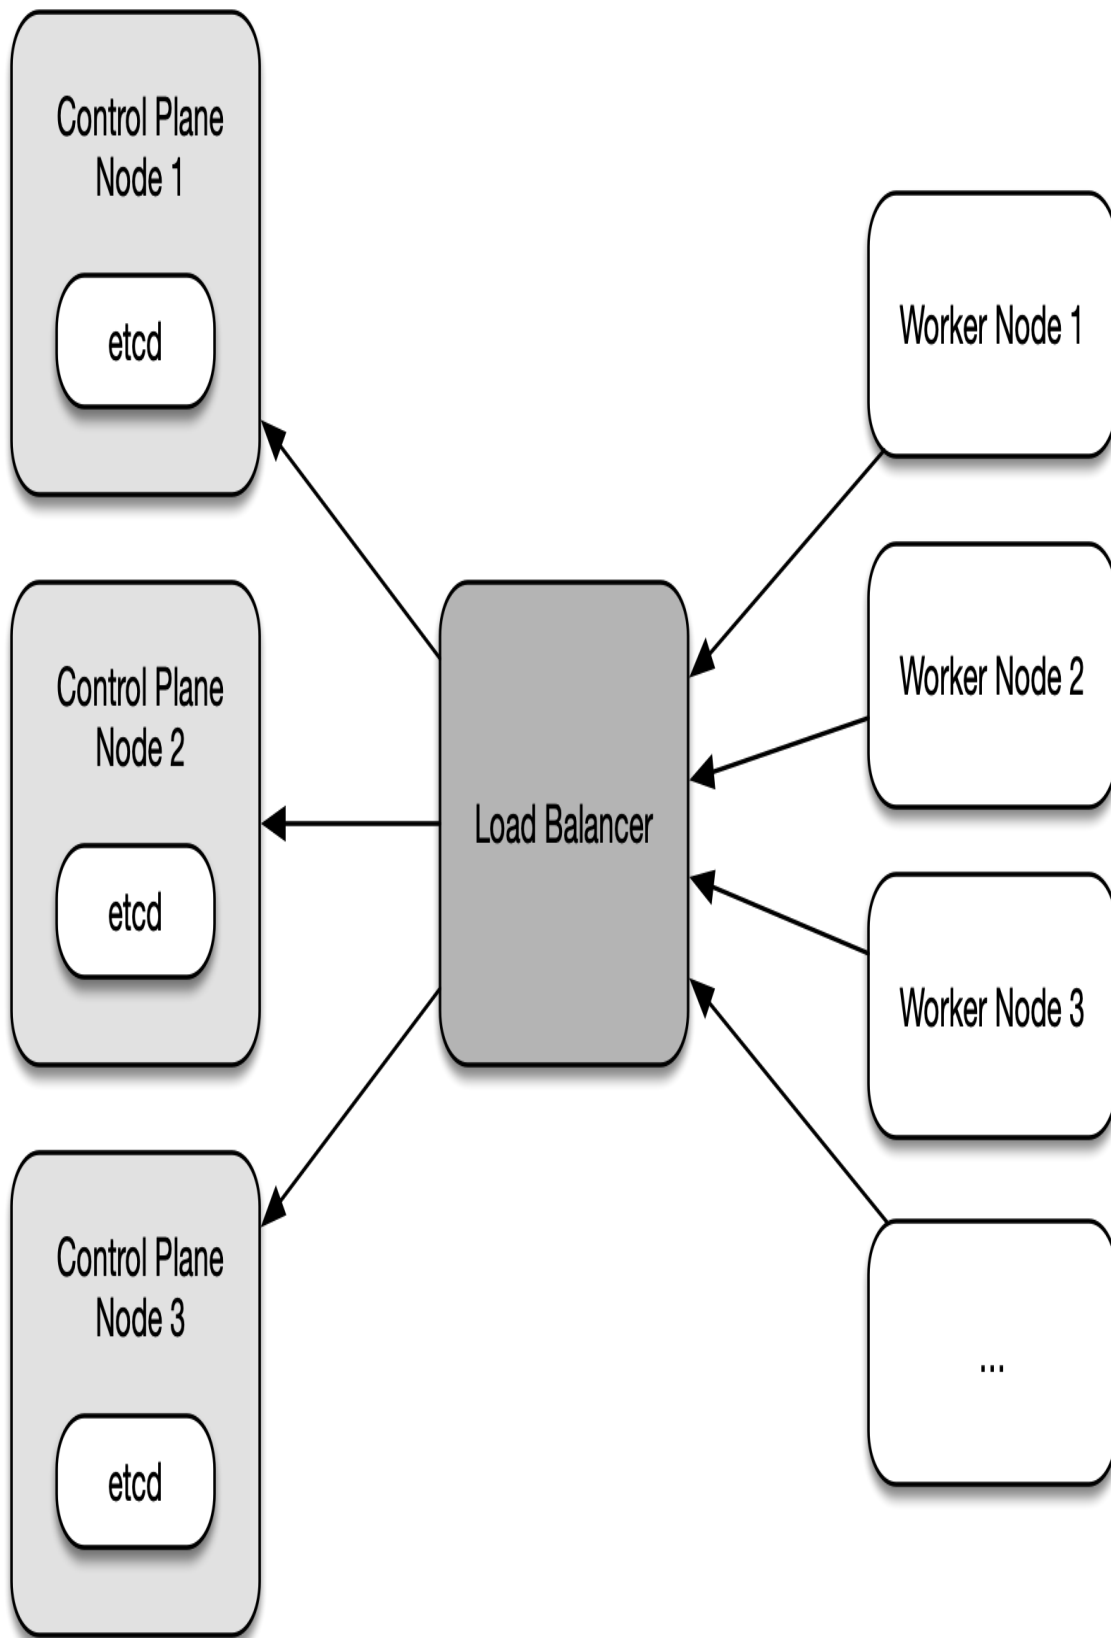 Control Plane
Node 1
etcd
Control Plane
Node 2
etcd
Control Plane
Node 3
etcd
Load Balancer
Worker Node 1
Worker Node 2
Worker Node 3
...